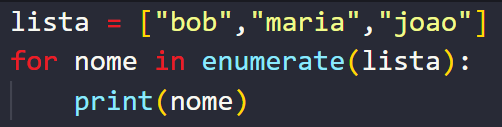 lista = ["bob","maria","joao"]
for nome in enumerate(lista):
    print(nome)